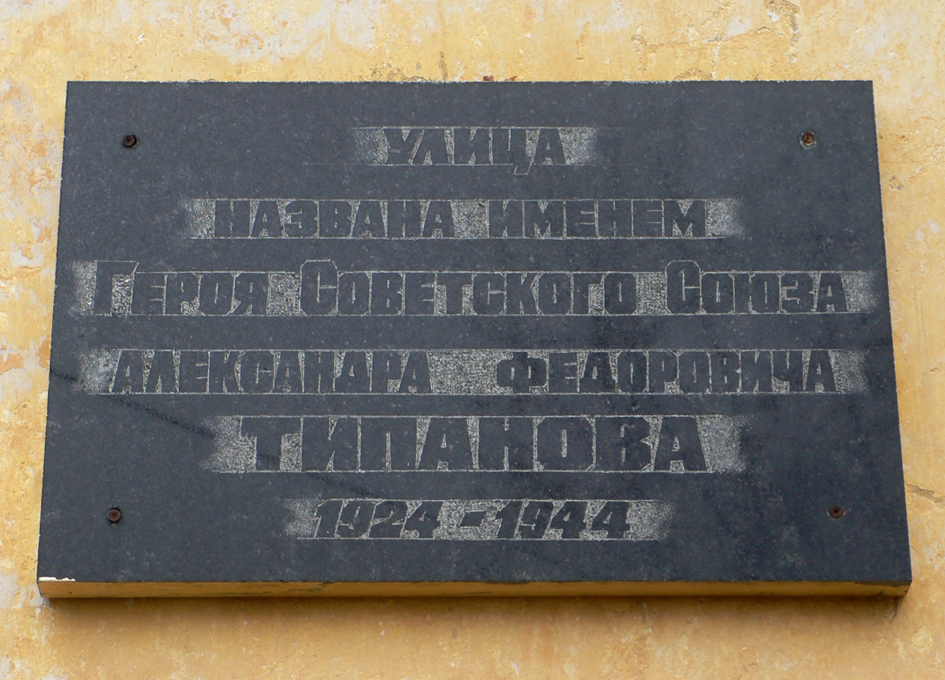 УЛИЦА
НАЗВАНА ИМЕНЕМ
ГЕРОЯ СОВЕТСКОГО СОЮЗА
АЛЕКСАНДРА ФЕДОРОВИЧА
ТИПАНОВА
1924-1944